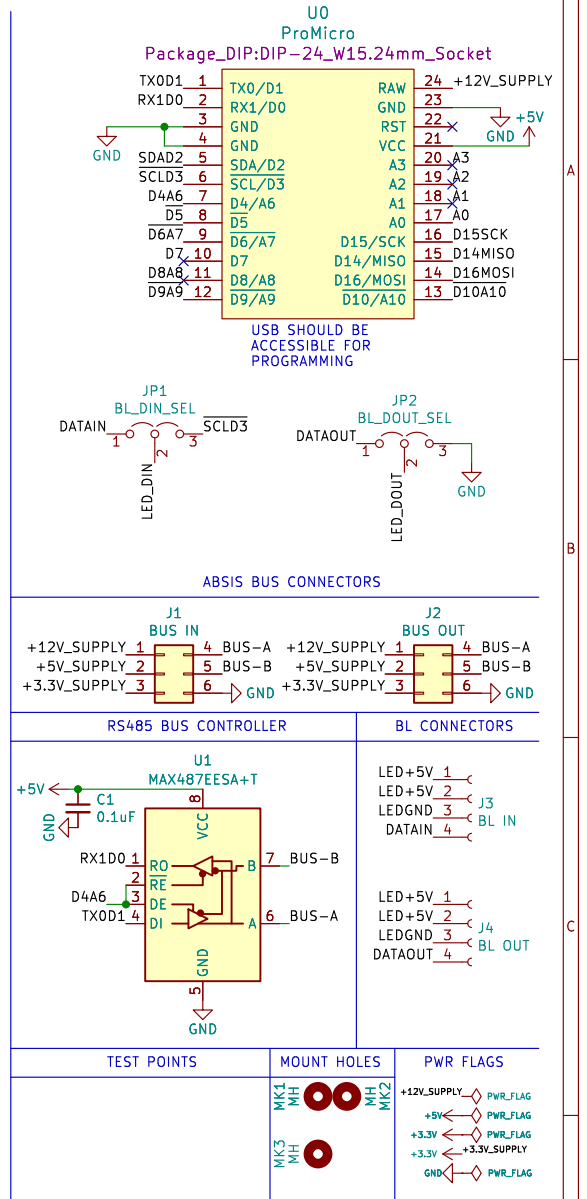 U0
ProMicro
Package_DIP:DIP-24_W15.24mm_Socket
TX0D1 1 TX0/D1 RAW 24 +12V_SUPPLY
RX1D0 2 RX1/D0 GND 23 GND
3 GND RST 22
GND 4 GND VCC 21 +5V
SDAD2 5 SDA/D2 A3 20 A3
SCLD3 6 SCL/D3 A2 19 A2
D4A6 7 D4/A6 A1 18 A1
D5 8 D5 A0 17 A0
D6A7 9 D6/A7 D15/SCK 16 D15SCK
D7 10 D7 D14/MISO 15 D14MISO
D8A8 11 D8/A8 D16/MOSI 14 D16MOSI
D9A9 12 D9/A9 D10/A10 13 D10A10
USB SHOULD BE
ACCESSIBLE FOR
PROGRAMMING
A
JP1
BL_DIN_SEL
DATAIN 1 2 3 SCLD3
LED_DIN
JP2
BL_DOUT_SEL
DATAOUT 1 2 3
LED_DOUT
GND
B
ABSIS BUS CONNECTORS
J1
BUS IN
+12V_SUPPLY 1 4 BUS-A
+5V_SUPPLY 2 5 BUS-B
+3.3V_SUPPLY 3 6 GND
J2
BUS OUT
+12V_SUPPLY 1 4 BUS-A
+5V_SUPPLY 2 5 BUS-B
+3.3V_SUPPLY 3 6 GND
RS485 BUS CONTROLLER
U1
MAX487EESA+T
+5V
C1
0.1uF
GND
8
VCC
RX1D0 1 RO B 7 BUS-B
2 RE
D4A6 3 DE
TX0D1 4 DI A 6 BUS-A
GND
5
GND
BL CONNECTORS
LED+5V 1
LED+5V 2
LEDGND 3
DATAIN 4
J3
BL IN
LED+5V 1
LED+5V 2
LEDGND 3
DATAOUT 4
J4
BL OUT
C
TEST POINTS
MOUNT HOLES
MK1
MH
MH
MK2
MK3
MH
PWR FLAGS
+12V_SUPPLY PWR_FLAG
+5V PWR_FLAG
+3.3V PWR_FLAG
+3.3V +3.3V_SUPPLY
GND PWR_FLAG